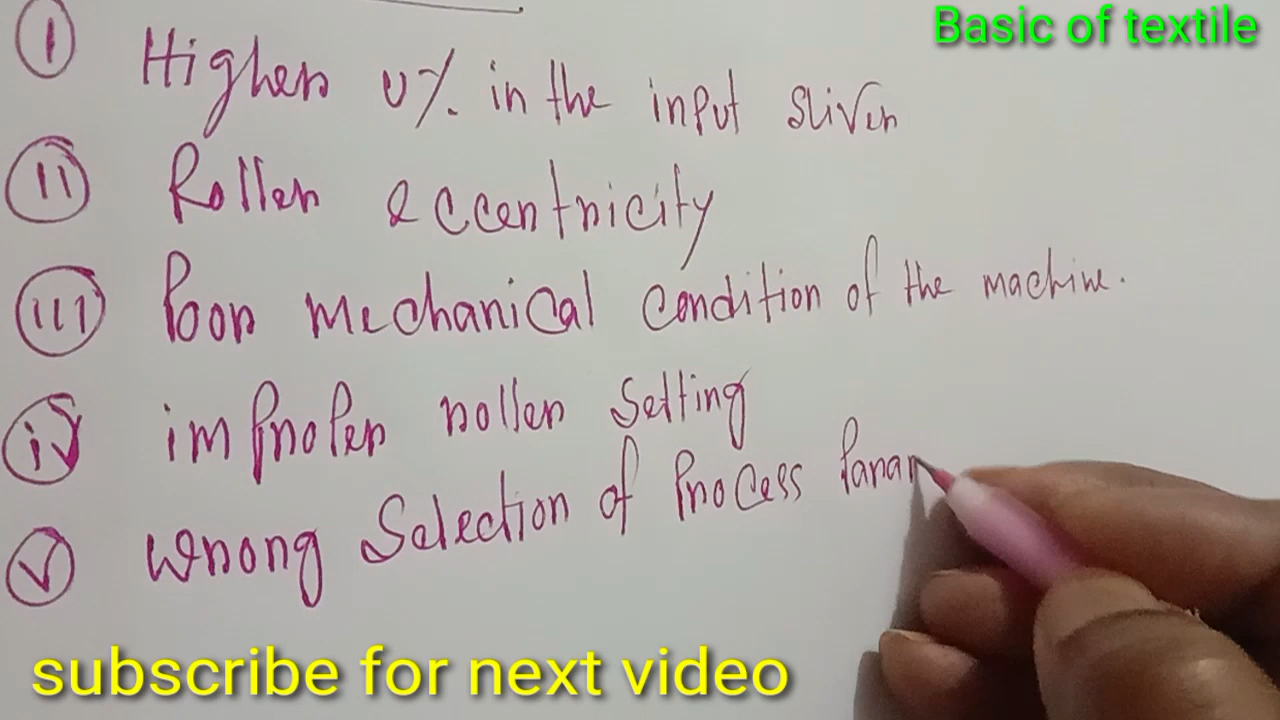 Basic of textile
(I) Higher U% in the input sliver
(II) Roller eccentricity
(III) Poor mechanical condition of the machine.
(iv) improper roller setting
(V) Wrong Selection of Process Param
subscribe for next video